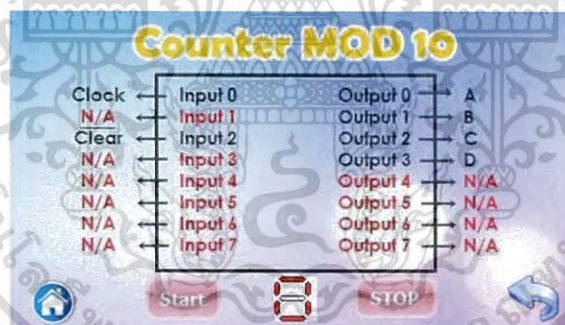 Counter MOD 10
Clock Input 0 Output 0 A
N/A Input 1 Output 1 B
Clear Input 2 Output 2 C
N/A Input 3 Output 3 D
N/A Input 4 Output 4 N/A
N/A Input 5 Output 5 N/A
N/A Input 6 Output 6 N/A
N/A Input 7 Output 7 N/A
Start STOP